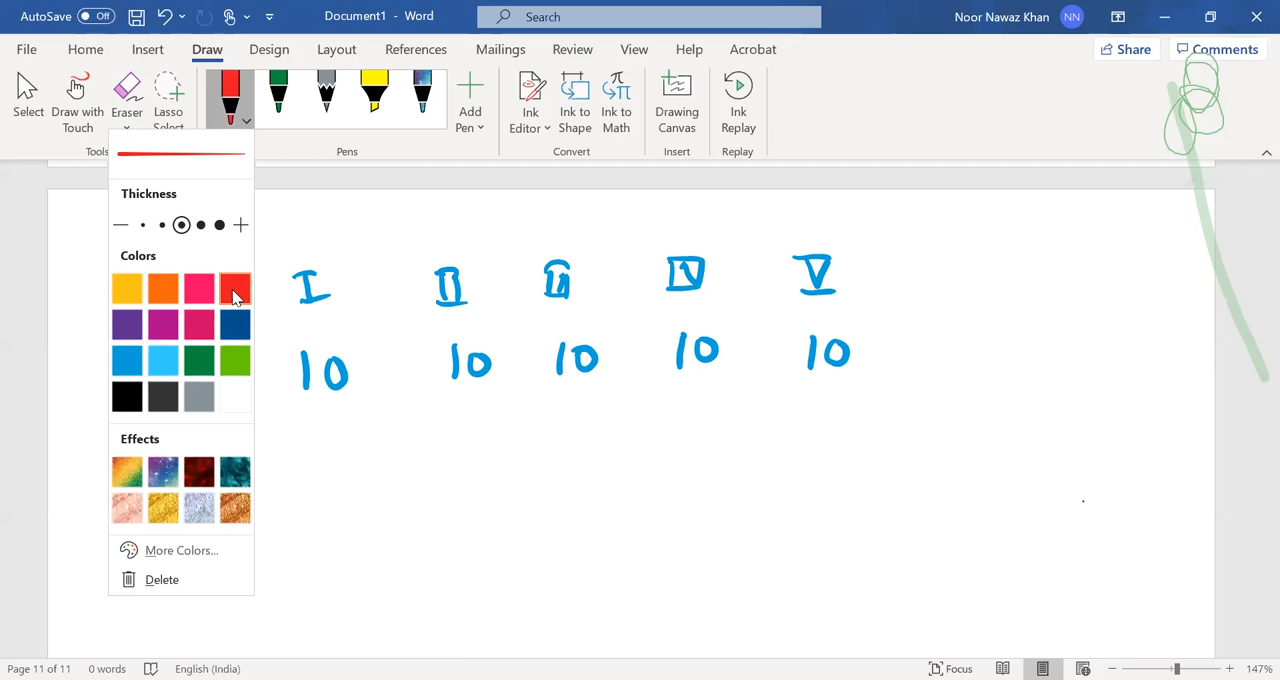 AutoSave Off Document1 - Word Search Noor Nawaz Khan NN
File Home Insert Draw Design Layout References Mailings Review View Help Acrobat Share Comments
Select
Draw with Touch
Eraser
Lasso Select
Add Pen
Ink Editor
Ink to Shape
Ink to Math
Drawing Canvas
Ink Replay
Tools Pens Convert Insert Replay
Thickness
Colors
I II III IV V
10 10 10 10 10
Effects
More Colors...
Delete
Page 11 of 11 0 words English (India) Focus 147%